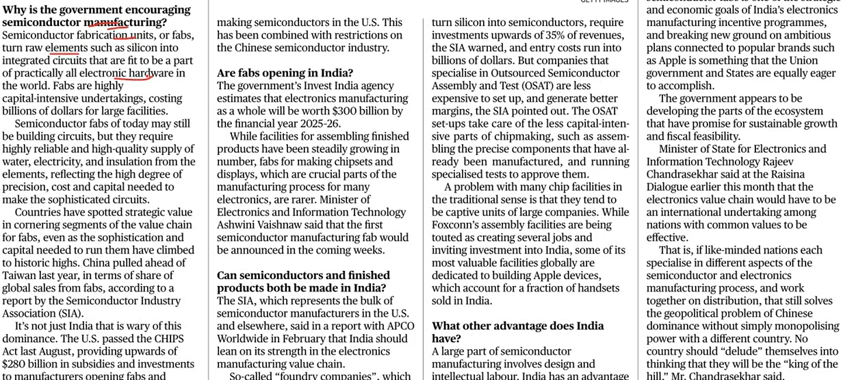 Why is the government encouraging
semiconductor manufacturing?
Semiconductor fabrication units, or fabs,
turn raw elements such as silicon into
integrated circuits that are fit to be a part
of practically all electronic hardware in
the world. Fabs are highly
capital-intensive undertakings, costing
billions of dollars for large facilities.
Semiconductor fabs of today may still
be building circuits, but they require
highly reliable and high-quality supply of
water, electricity, and insulation from the
elements, reflecting the high degree of
precision, cost and capital needed to
make the sophisticated circuits.
Countries have spotted strategic value
in cornering segments of the value chain
for fabs, even as the sophistication and
capital needed to run them have climbed
to historic highs. China pulled ahead of
Taiwan last year, in terms of share of
global sales from fabs, according to a
report by the Semiconductor Industry
Association (SIA).
It's not just India that is wary of this
dominance. The U.S. passed the CHIPS
Act last August, providing upwards of
$280 billion in subsidies and investments
to manufacturers opening fabs and
making semiconductors in the U.S. This
has been combined with restrictions on
the Chinese semiconductor industry.
Are fabs opening in India?
The government's Invest India agency
estimates that electronics manufacturing
as a whole will be worth $300 billion by
the financial year 2025-26.
While facilities for assembling finished
products have been steadily growing in
number, fabs for making chipsets and
displays, which are crucial parts of the
manufacturing process for many
electronics, are rarer. Minister of
Electronics and Information Technology
Ashwini Vaishnaw said that the first
semiconductor manufacturing fab would
be announced in the coming weeks.
Can semiconductors and finished
products both be made in India?
The SIA, which represents the bulk of
semiconductor manufacturers in the U.S.
and elsewhere, said in a report with APCO
Worldwide in February that India should
lean on its strength in the electronics
manufacturing value chain.
So-called "foundry companies", which
turn silicon into semiconductors, require
investments upwards of 35% of revenues,
the SIA warned, and entry costs run into
billions of dollars. But companies that
specialise in Outsourced Semiconductor
Assembly and Test (OSAT) are less
expensive to set up, and generate better
margins, the SIA pointed out. The OSAT
set-ups take care of the less capital-inten-
sive parts of chipmaking, such as assem-
bling the precise components that have al-
ready been manufactured, and running
specialised tests to approve them.
A problem with many chip facilities in
the traditional sense is that they tend to
be captive units of large companies. While
Foxconn's assembly facilities are being
touted as creating several jobs and
inviting investment into India, some of its
most valuable facilities globally are
dedicated to building Apple devices,
which account for a fraction of handsets
sold in India.
What other advantage does India
have?
A large part of semiconductor
manufacturing involves design and
intellectual labour. India has an advantage
and economic goals of India's electronics
manufacturing incentive programmes,
and breaking new ground on ambitious
plans connected to popular brands such
as Apple is something that the Union
government and States are equally eager
to accomplish.
The government appears to be
developing the parts of the ecosystem
that have promise for sustainable growth
and fiscal feasibility.
Minister of State for Electronics and
Information Technology Rajeev
Chandrasekhar said at the Raisina
Dialogue earlier this month that the
electronics value chain would have to be
an international undertaking among
nations with common values to be
effective.
That is, if like-minded nations each
specialise in different aspects of the
semiconductor and electronics
manufacturing process, and work
together on distribution, that still solves
the geopolitical problem of Chinese
dominance without simply monopolising
power with a different country. No
country should "delude" themselves into
thinking that they will be the "king of the
hill," Mr. Chandrasekhar said.